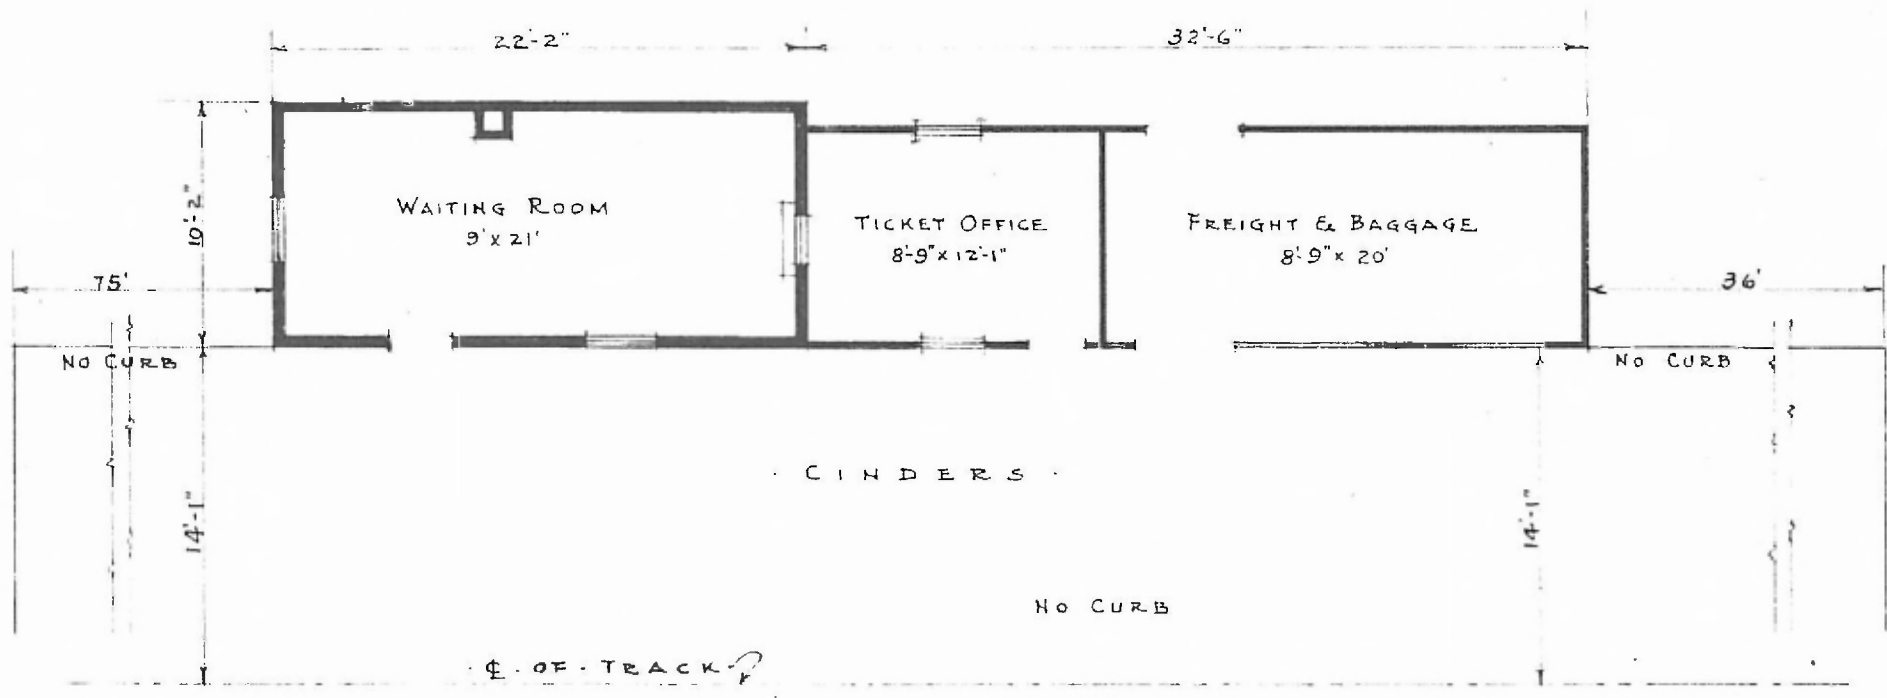 22'-2"
32'-6"
10'-2"
WAITING ROOM
9' x 21'
TICKET OFFICE
8'-9" x 12'-1"
FREIGHT & BAGGAGE
8'-9" x 20'
75'
36'
NO CURB
NO CURB
· CINDERS ·
14'-1"
14'-1"
NO CURB
· ℄ · OF · TRACK ·